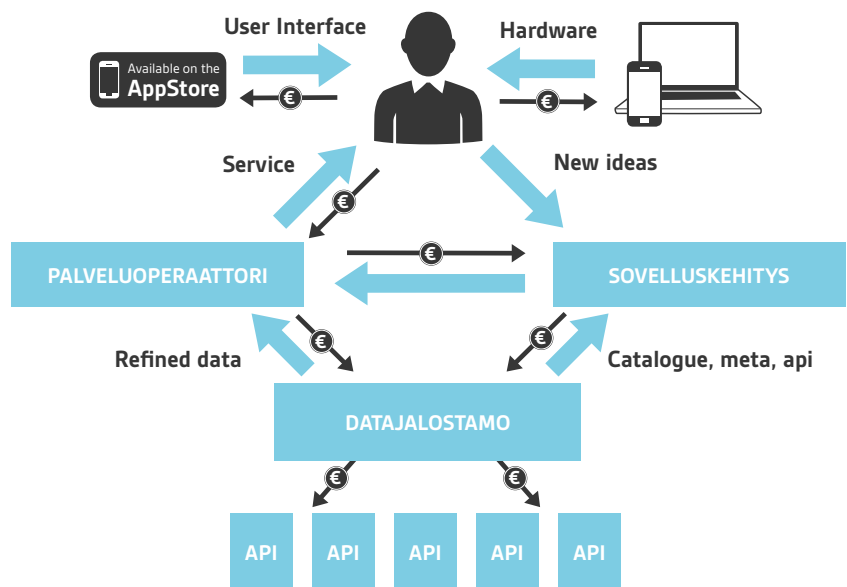 User Interface
Hardware
Available on the
AppStore
€
€
Service
New ideas
€
€
PALVELUOPERAATTORI
SOVELLUSKEHITYS
€
€
Refined data
Catalogue, meta, api
DATAJALOSTAMO
€
€
API
API
API
API
API